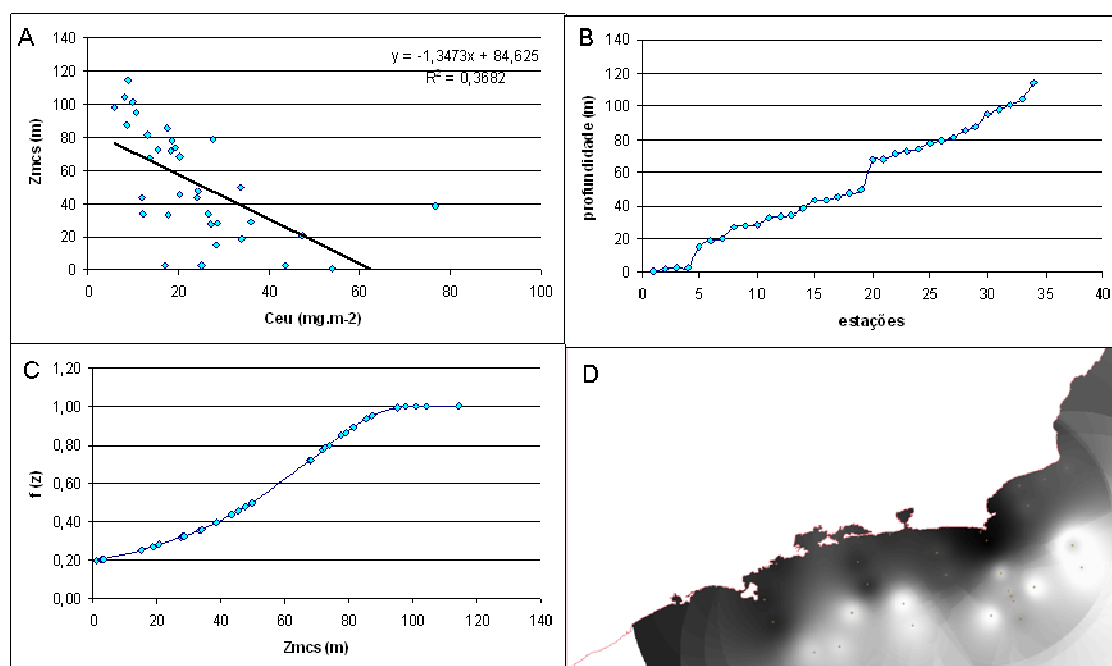 A
y = -1,3473x + 84,625
R² = 0,3682
140
120
100
80
60
40
20
0
Zmcs (m)
0 20 40 60 80 100
Ceu (mg.m-2)
B
140
120
100
80
60
40
20
0
profundidade (m)
0 5 10 15 20 25 30 35 40
estações
C
1,20
1,00
0,80
0,60
0,40
0,20
0,00
f (z)
0 20 40 60 80 100 120 140
Zmcs (m)
D